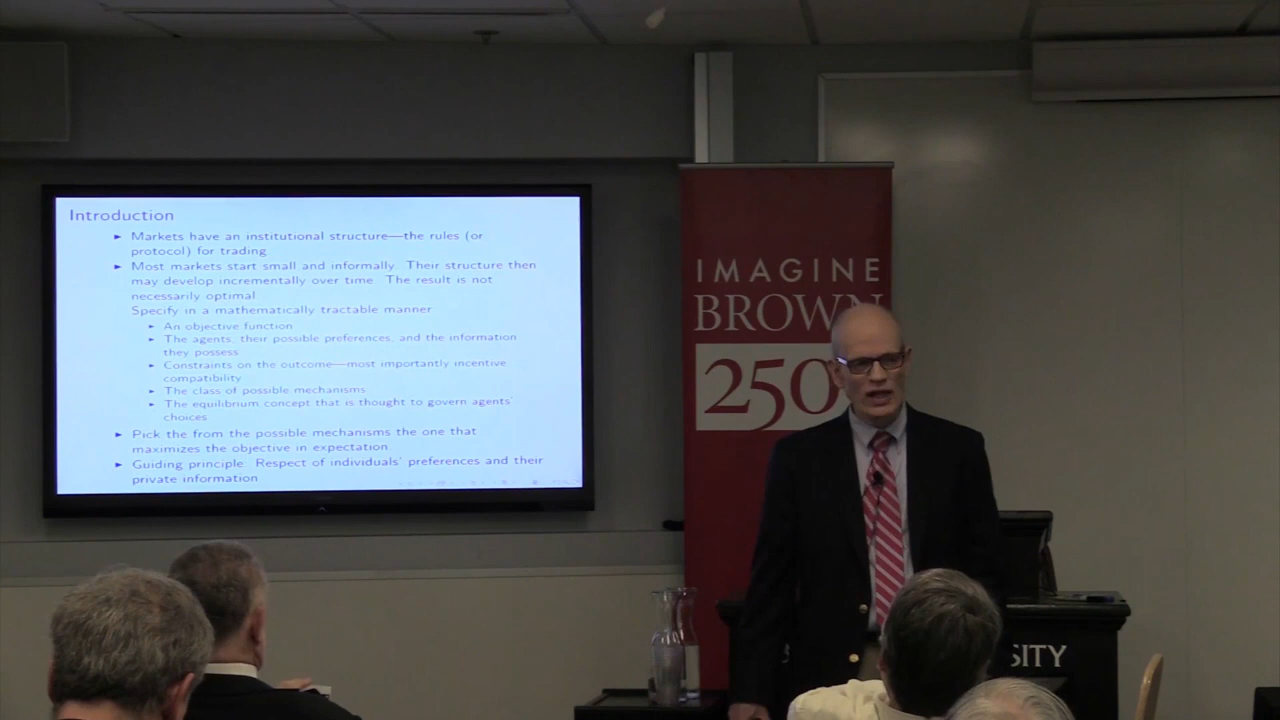 Introduction
► Markets have an institutional structure—the rules (or
protocol) for trading
► Most markets start small and informally. Their structure then
may develop incrementally over time. The result is not
necessarily optimal
Specify in a mathematically tractable manner
► An objective function
► The agents, their possible preferences, and the information
they possess
► Constraints on the outcome—most importantly incentive
compatibility
► The class of possible mechanisms
► The equilibrium concept that is thought to govern agents'
choices
► Pick the from the possible mechanisms the one that
maximizes the objective in expectation
► Guiding principle: Respect of individuals' preferences and their
private information
IMAGINE
BROWN
250
SITY